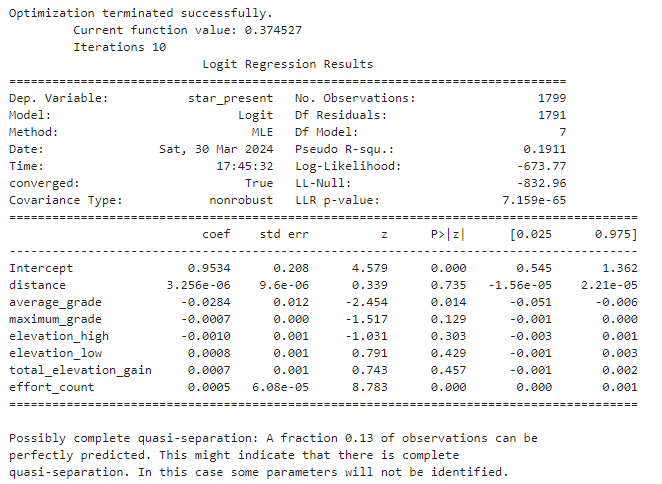 Optimization terminated successfully.
         Current function value: 0.374527
         Iterations 10
                           Logit Regression Results
==============================================================================
Dep. Variable:           star_present   No. Observations:                 1799
Model:                          Logit   Df Residuals:                     1791
Method:                           MLE   Df Model:                            7
Date:                Sat, 30 Mar 2024   Pseudo R-squ.:                  0.1911
Time:                        17:45:32   Log-Likelihood:                -673.77
converged:                       True   LL-Null:                       -832.96
Covariance Type:            nonrobust   LLR p-value:                 7.159e-65
========================================================================================
                           coef    std err          z      P>|z|      [0.025      0.975]
----------------------------------------------------------------------------------------
Intercept                0.9534      0.208      4.579      0.000       0.545       1.362
distance              3.256e-06    9.6e-06      0.339      0.735   -1.56e-05    2.21e-05
average_grade           -0.0284      0.012     -2.454      0.014      -0.051      -0.006
maximum_grade           -0.0007      0.000     -1.517      0.129      -0.001       0.000
elevation_high          -0.0010      0.001     -1.031      0.303      -0.003       0.001
elevation_low            0.0008      0.001      0.791      0.429      -0.001       0.003
total_elevation_gain     0.0007      0.001      0.743      0.457      -0.001       0.002
effort_count             0.0005   6.08e-05      8.783      0.000       0.000       0.001
========================================================================================
Possibly complete quasi-separation: A fraction 0.13 of observations can be
perfectly predicted. This might indicate that there is complete
quasi-separation. In this case some parameters will not be identified.